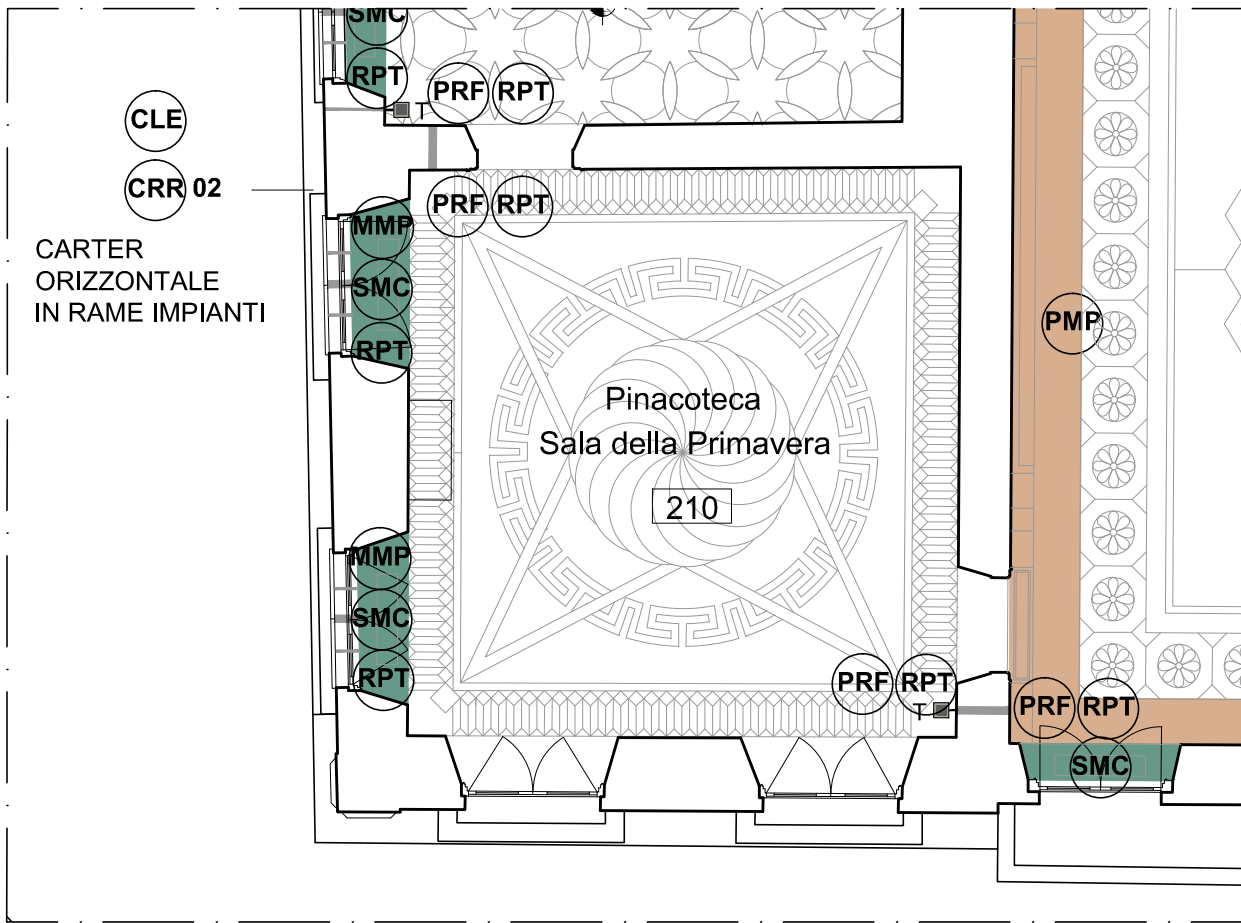 SMC
RPT
PRF RPT
T
CLE
CRR 02
CARTER
ORIZZONTALE
IN RAME IMPIANTI
PRF RPT
MMP
SMC
RPT
PMP
Pinacoteca
Sala della Primavera
210
MMP
SMC
RPT
PRF RPT
T
PRF RPT
SMC